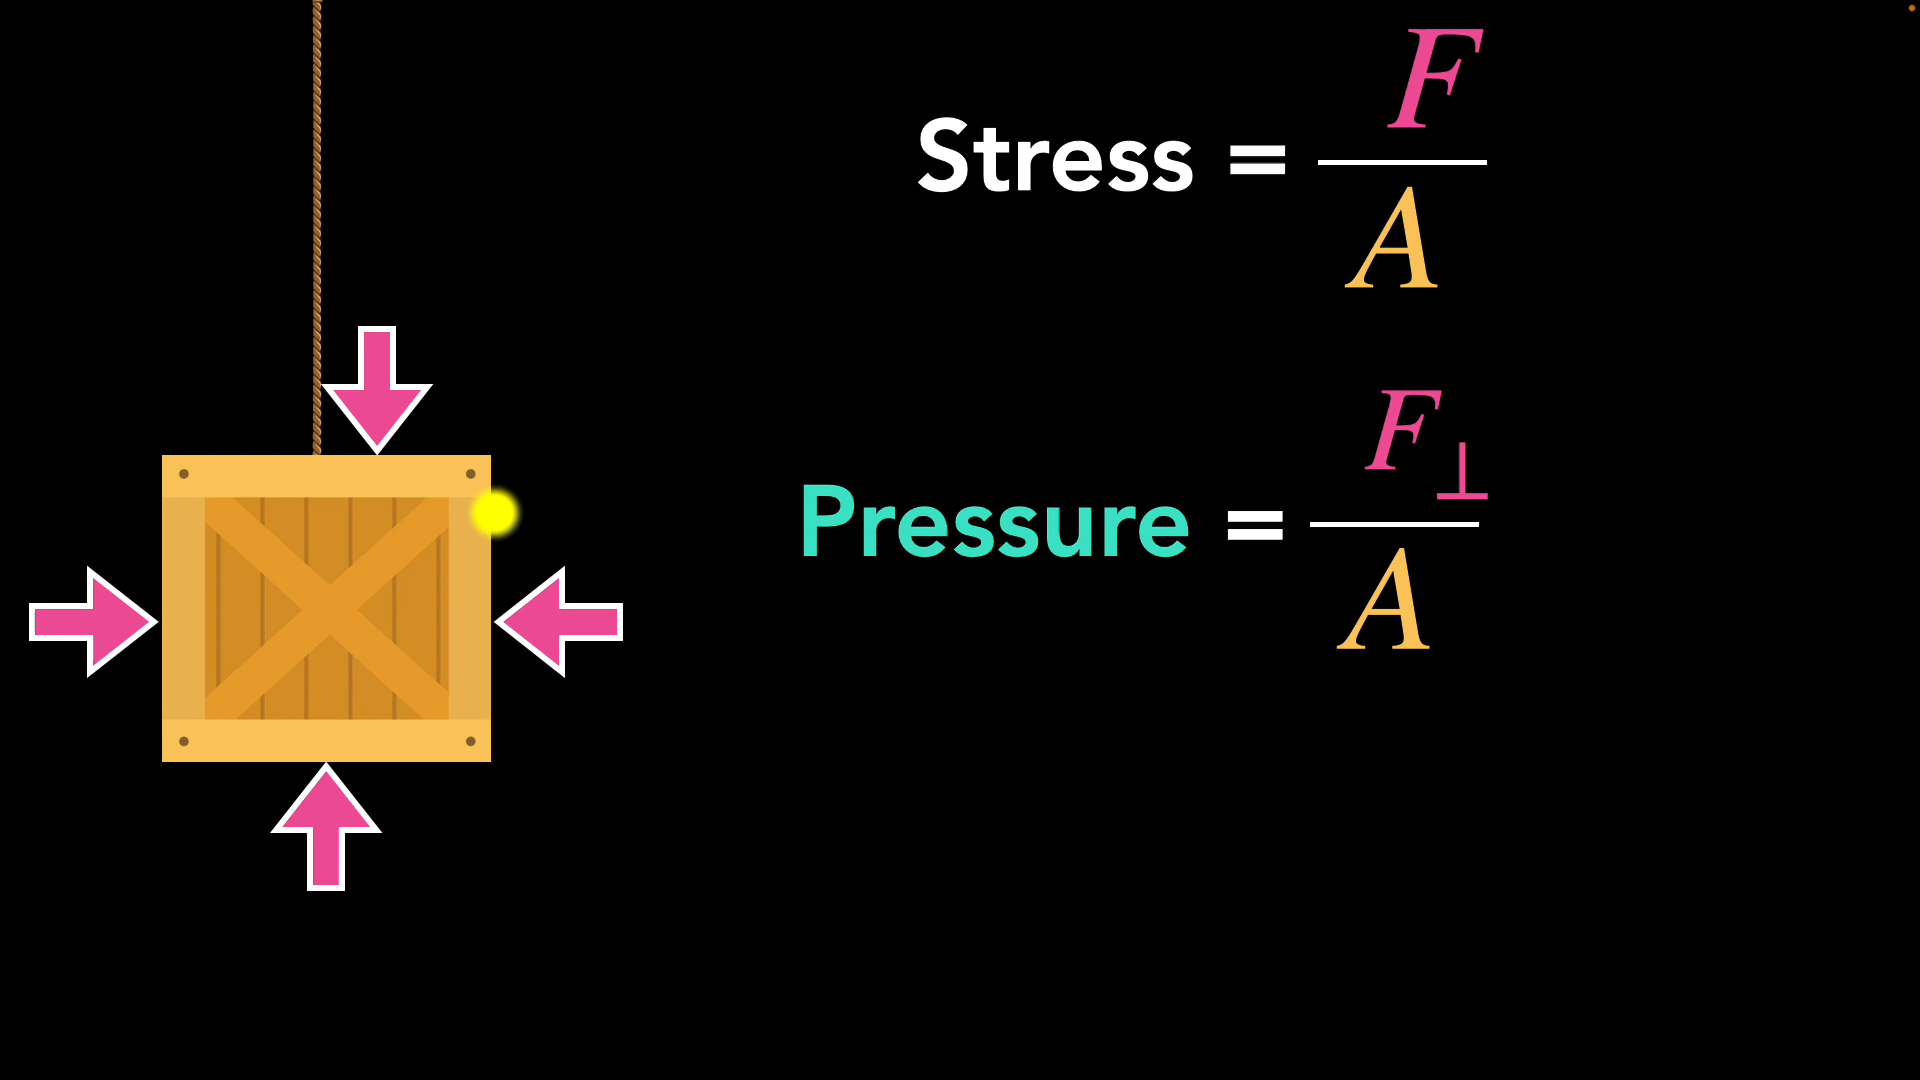 Stress = F / A
Pressure = F⊥ / A